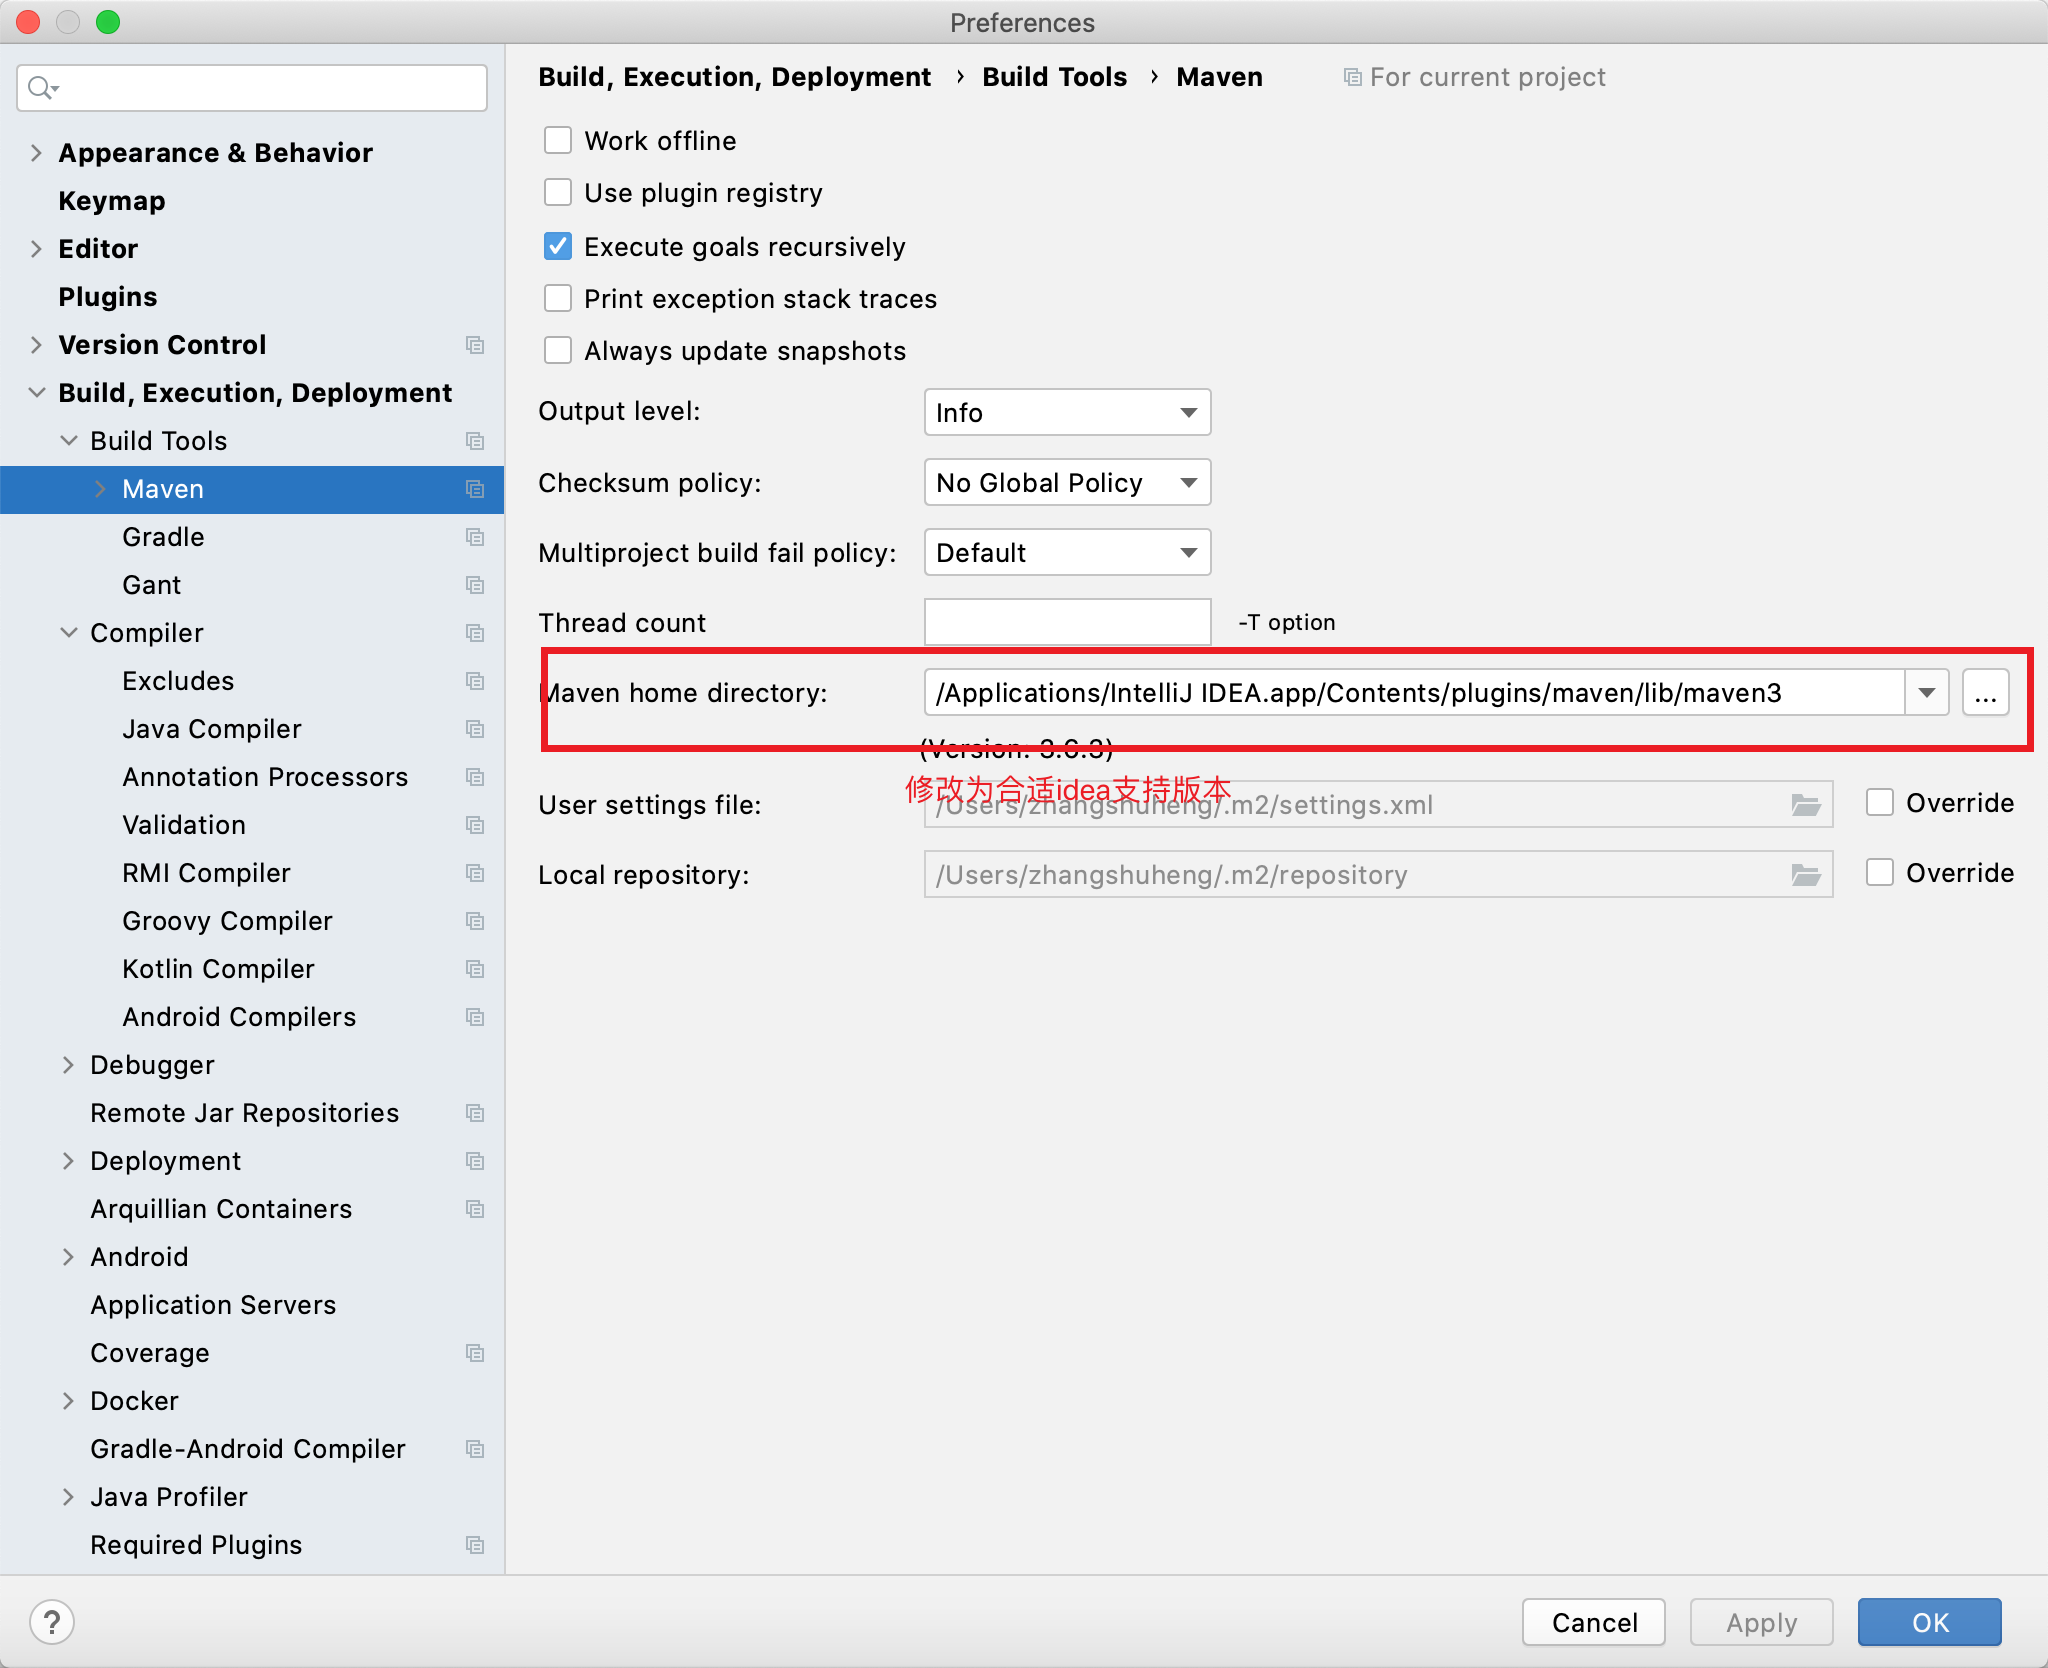 Preferences
Appearance & Behavior
Keymap
Editor
Plugins
Version Control
Build, Execution, Deployment
Build Tools
Maven
Gradle
Gant
Compiler
Excludes
Java Compiler
Annotation Processors
Validation
RMI Compiler
Groovy Compiler
Kotlin Compiler
Android Compilers
Debugger
Remote Jar Repositories
Deployment
Arquillian Containers
Android
Application Servers
Coverage
Docker
Gradle-Android Compiler
Java Profiler
Required Plugins
Build, Execution, Deployment › Build Tools › Maven For current project
Work offline
Use plugin registry
Execute goals recursively
Print exception stack traces
Always update snapshots
Output level: Info
Checksum policy: No Global Policy
Multiproject build fail policy: Default
Thread count -T option
Maven home directory: /Applications/IntelliJ IDEA.app/Contents/plugins/maven/lib/maven3 ...
(Version: 3.6.3)
修改为合适idea支持版本
User settings file: /Users/zhangshuheng/.m2/settings.xml Override
Local repository: /Users/zhangshuheng/.m2/repository Override
? Cancel Apply OK